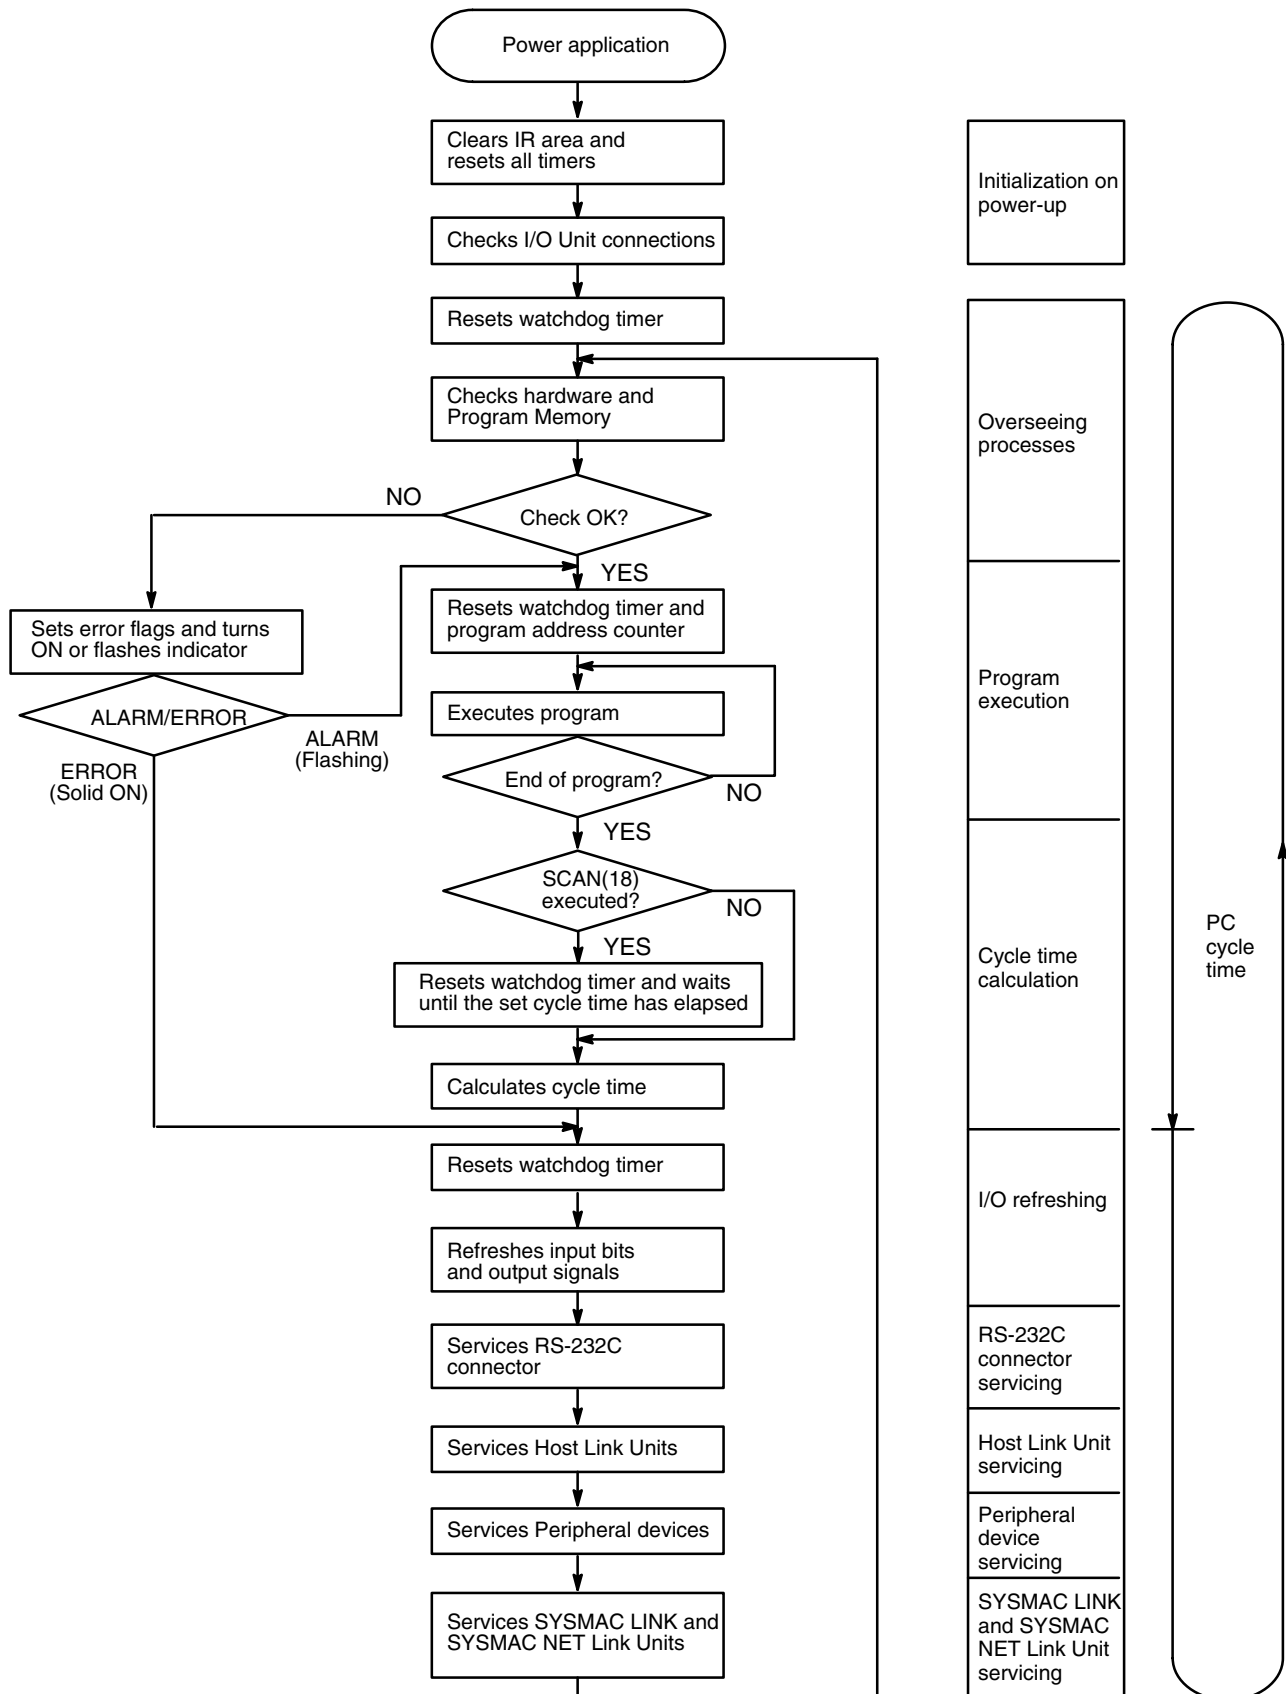 Power application
Clears IR area and
resets all timers
Checks I/O Unit connections
Resets watchdog timer
Checks hardware and
Program Memory
Check OK?
NO
YES
Sets error flags and turns
ON or flashes indicator
ALARM/ERROR
ALARM
(Flashing)
ERROR
(Solid ON)
Resets watchdog timer and
program address counter
Executes program
End of program?
NO
YES
SCAN(18)
executed?
NO
YES
Resets watchdog timer and waits
until the set cycle time has elapsed
Calculates cycle time
Resets watchdog timer
Refreshes input bits
and output signals
Services RS-232C
connector
Services Host Link Units
Services Peripheral devices
Services SYSMAC LINK and
SYSMAC NET Link Units
Initialization on
power-up
Overseeing
processes
Program
execution
Cycle time
calculation
I/O refreshing
RS-232C
connector
servicing
Host Link Unit
servicing
Peripheral
device
servicing
SYSMAC LINK
and SYSMAC
NET Link Unit
servicing
PC
cycle
time